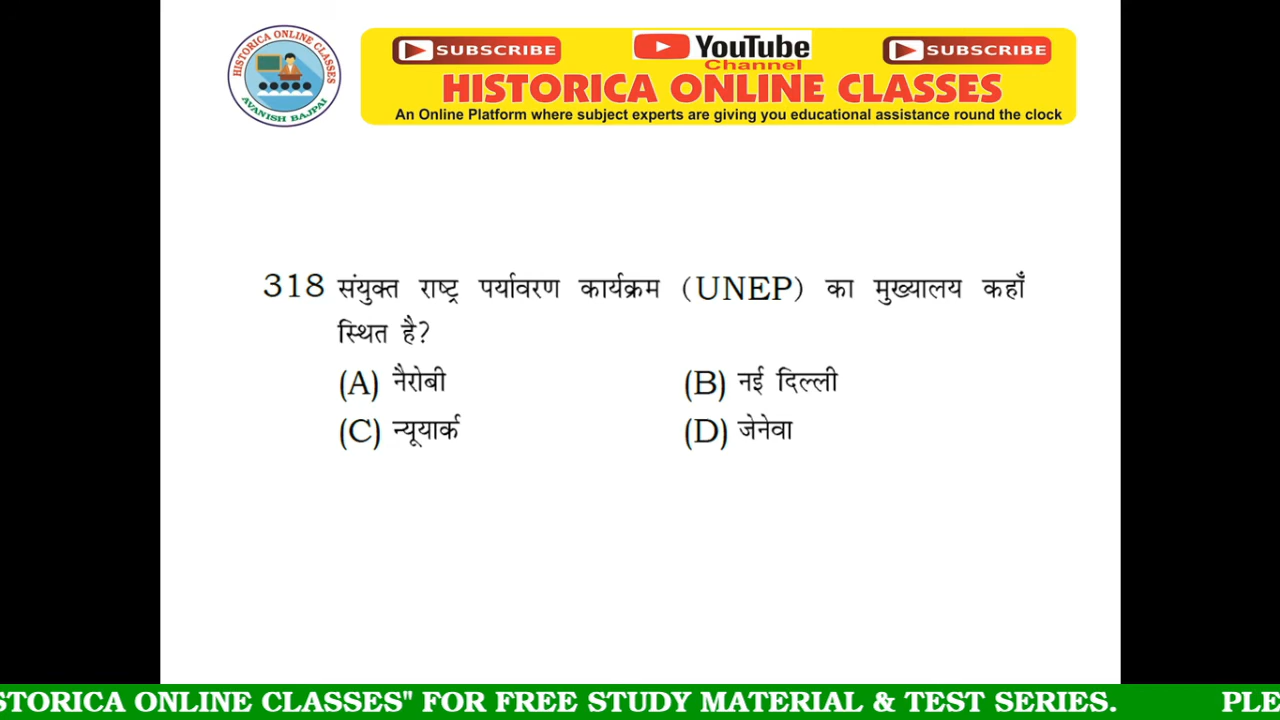 HISTORICA ONLINE CLASSES
AVANISH BAJPAI
SUBSCRIBE
YouTube
Channel
SUBSCRIBE
HISTORICA ONLINE CLASSES
An Online Platform where subject experts are giving you educational assistance round the clock
318 संयुक्त राष्ट्र पर्यावरण कार्यक्रम (UNEP) का मुख्यालय कहाँ
स्थित है?
(A) नैरोबी (B) नई दिल्ली
(C) न्यूयार्क (D) जेनेवा
STORICA ONLINE CLASSES" FOR FREE STUDY MATERIAL & TEST SERIES. PLE